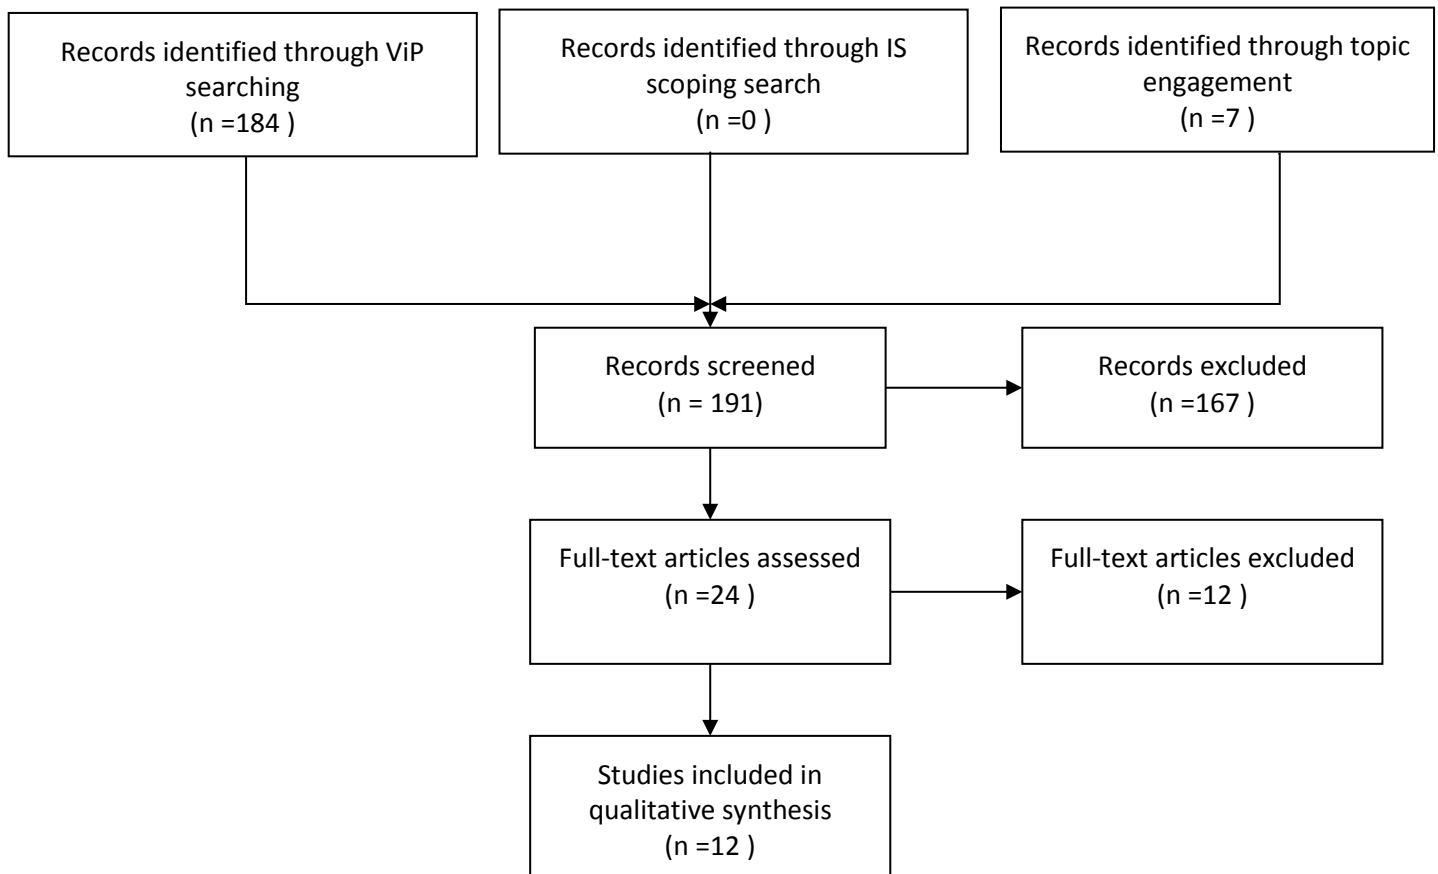 Records identified through ViP
searching
(n =184 )
Records identified through IS
scoping search
(n =0 )
Records identified through topic
engagement
(n =7 )
Records screened
(n = 191)
Records excluded
(n =167 )
Full-text articles assessed
(n =24 )
Full-text articles excluded
(n =12 )
Studies included in
qualitative synthesis
(n =12 )